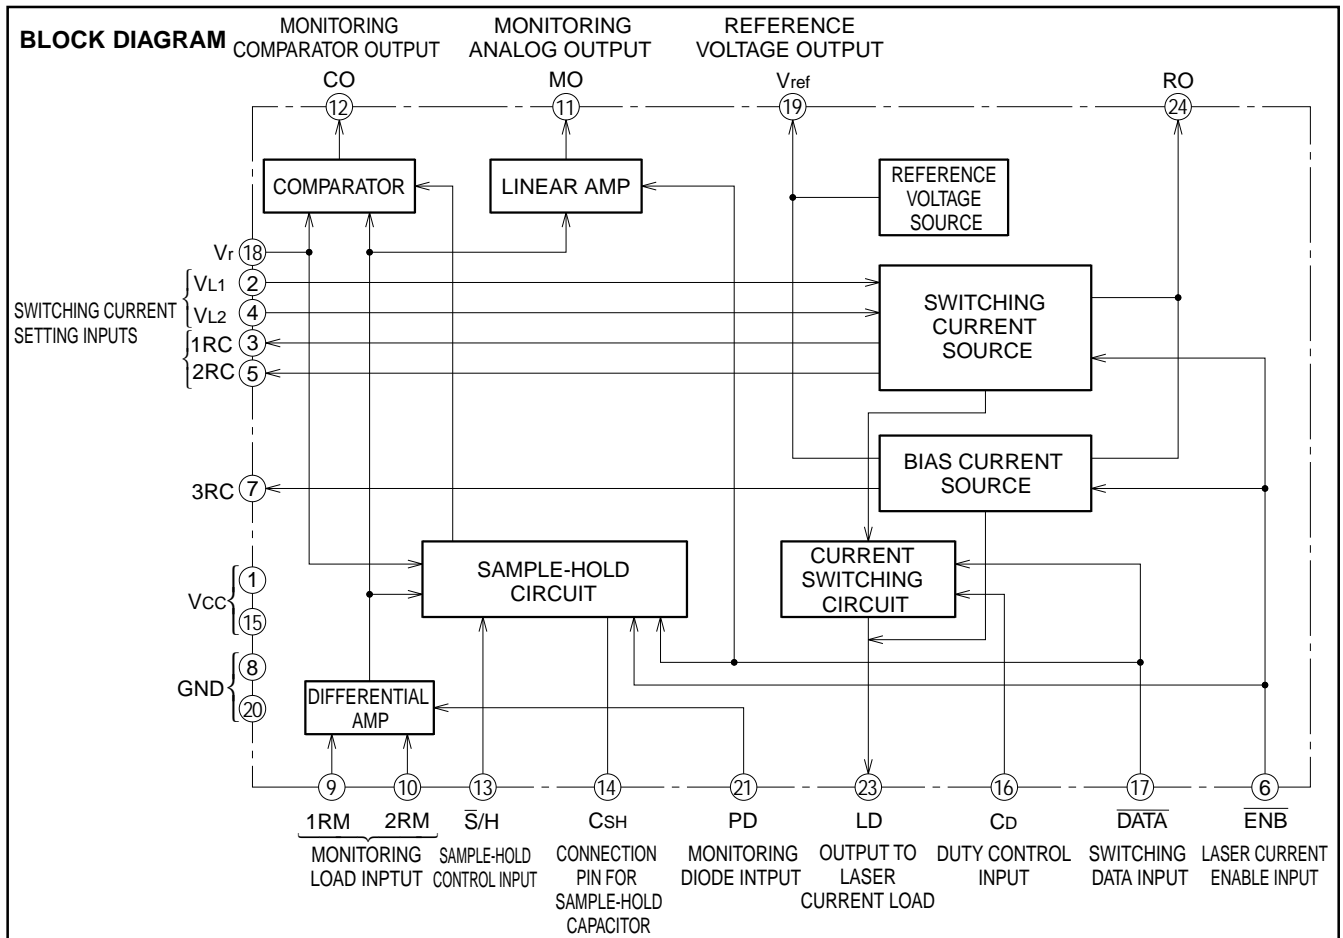 BLOCK DIAGRAM
MONITORING
COMPARATOR OUTPUT
MONITORING
ANALOG OUTPUT
REFERENCE
VOLTAGE OUTPUT
CO
MO
Vref
RO
12
11
19
24
COMPARATOR
LINEAR AMP
REFERENCE
VOLTAGE
SOURCE
Vr 18
SWITCHING CURRENT
SETTING INPUTS
VL1 2
VL2 4
1RC 3
2RC 5
SWITCHING
CURRENT
SOURCE
BIAS CURRENT
SOURCE
3RC 7
SAMPLE-HOLD
CIRCUIT
CURRENT
SWITCHING
CIRCUIT
VCC
1
15
GND
8
20
DIFFERENTIAL
AMP
9
10
13
14
21
23
16
17
6
1RM
2RM
S̅/H
CSH
PD
LD
CD
D̅A̅T̅A̅
E̅N̅B̅
MONITORING
LOAD INPTUT
SAMPLE-HOLD
CONTROL INPUT
CONNECTION
PIN FOR
SAMPLE-HOLD
CAPACITOR
MONITORING
DIODE INTPUT
OUTPUT TO
LASER
CURRENT LOAD
DUTY CONTROL
INPUT
SWITCHING
DATA INPUT
LASER CURRENT
ENABLE INPUT